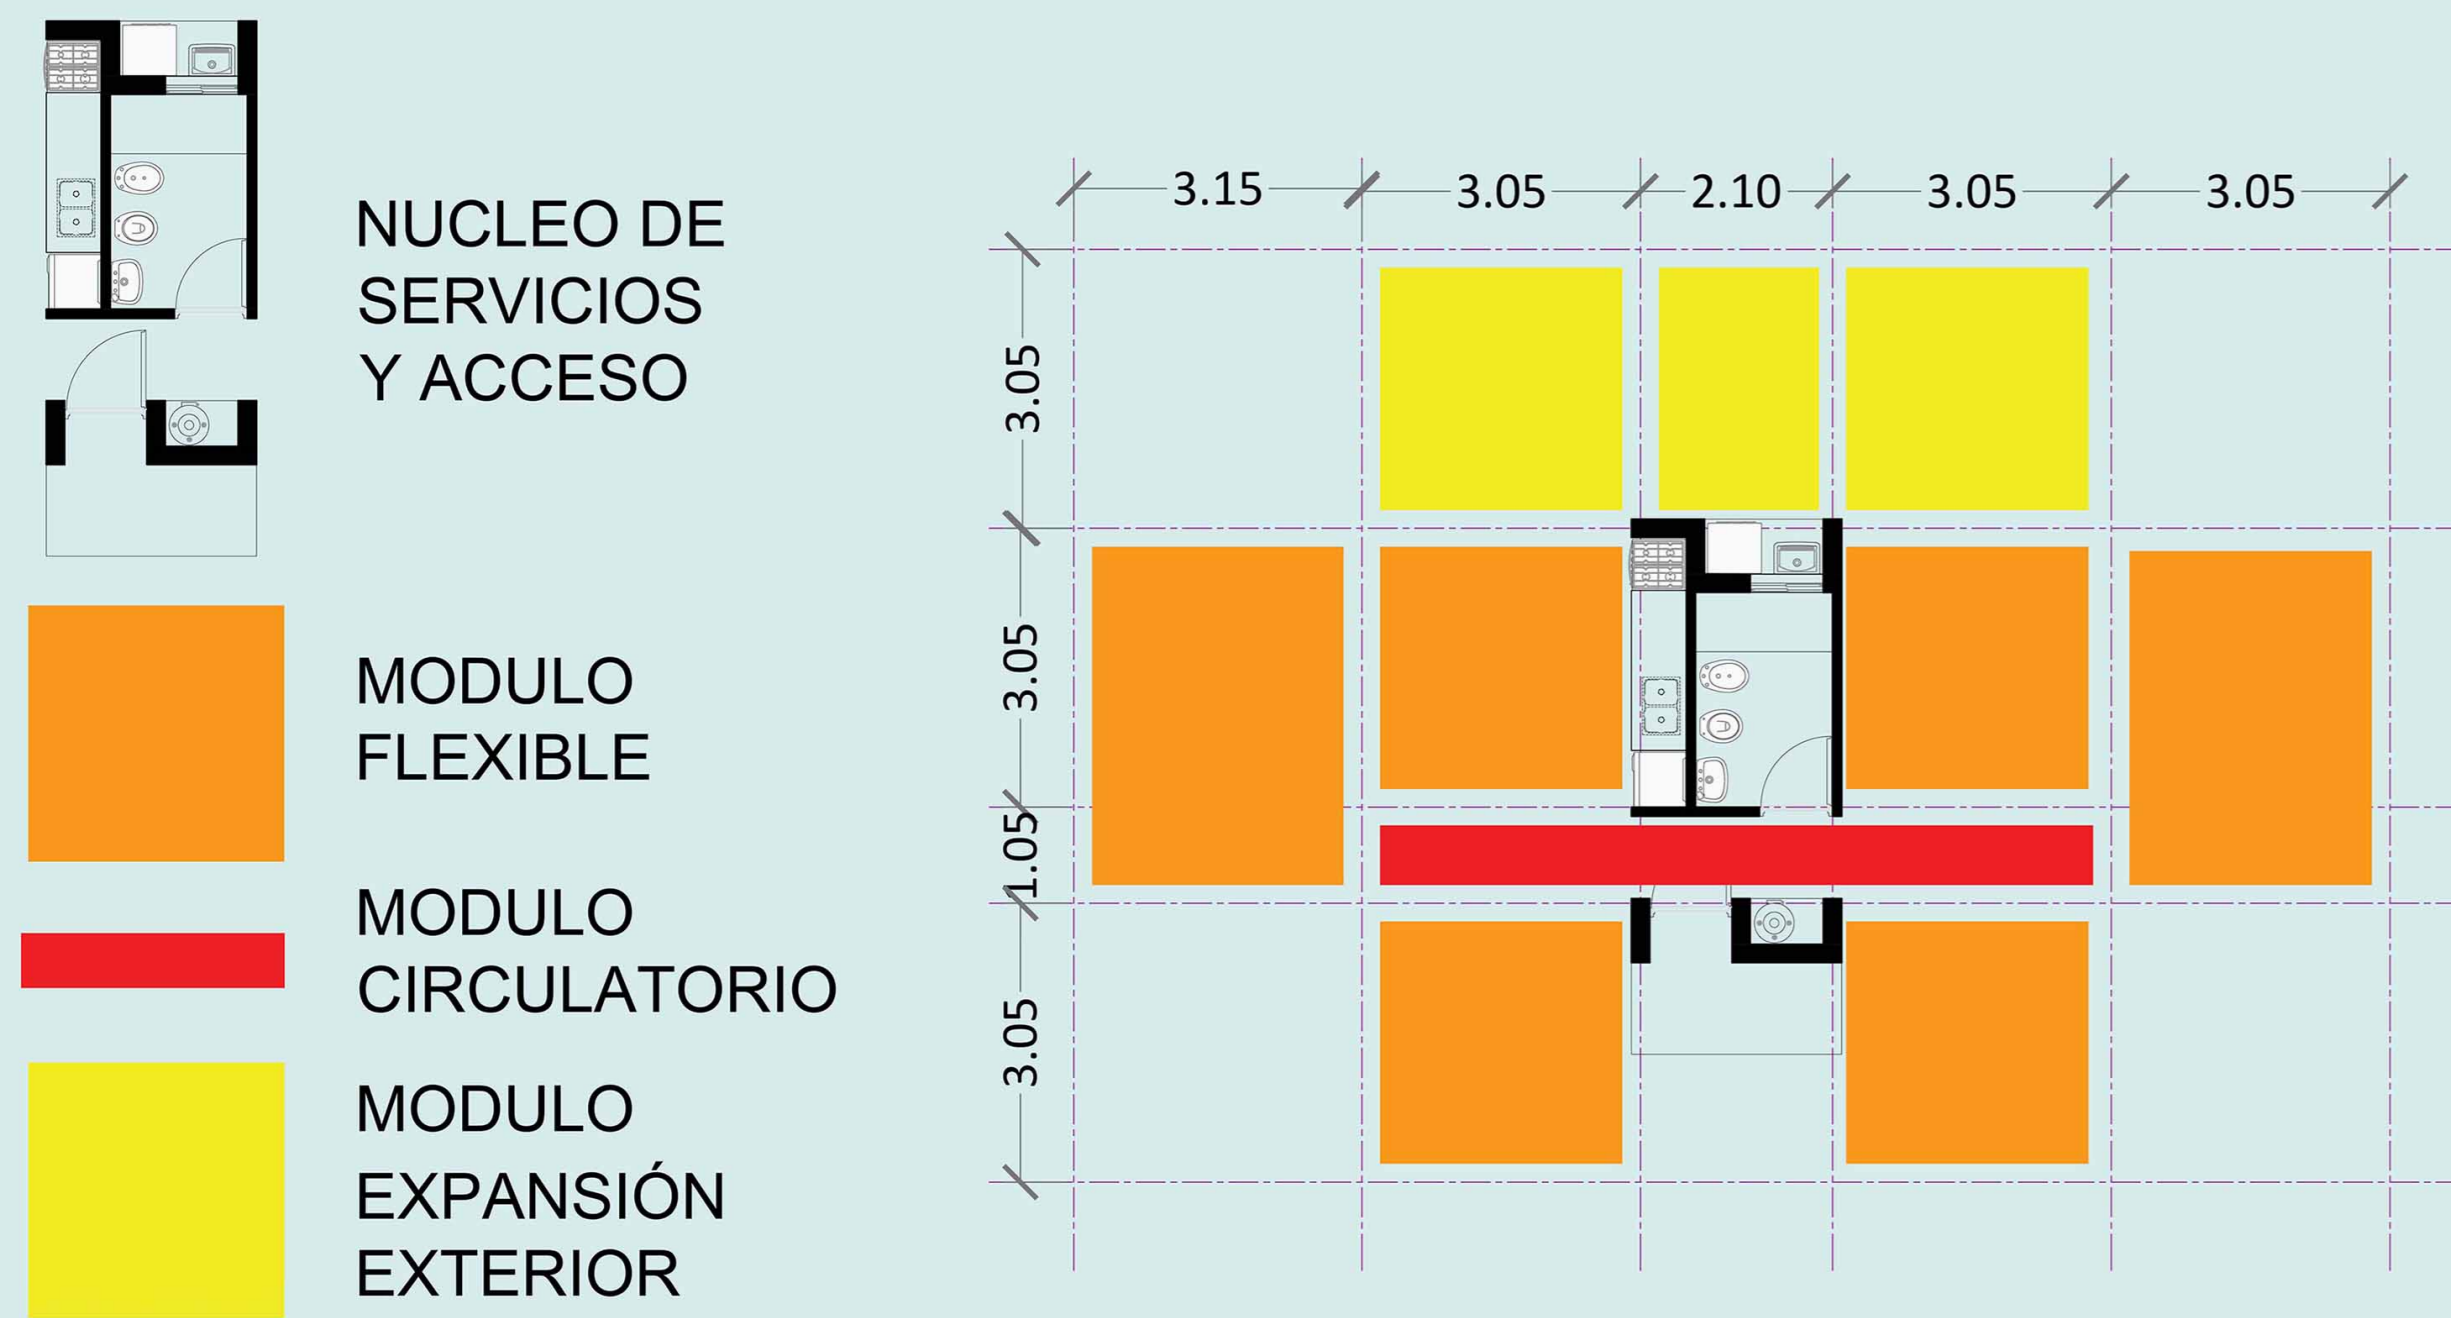 NUCLEO DE
SERVICIOS
Y ACCESO
MODULO
FLEXIBLE
MODULO
CIRCULATORIO
MODULO
EXPANSIÓN
EXTERIOR
3.15 3.05 2.10 3.05 3.05
3.05
3.05
1.05
3.05